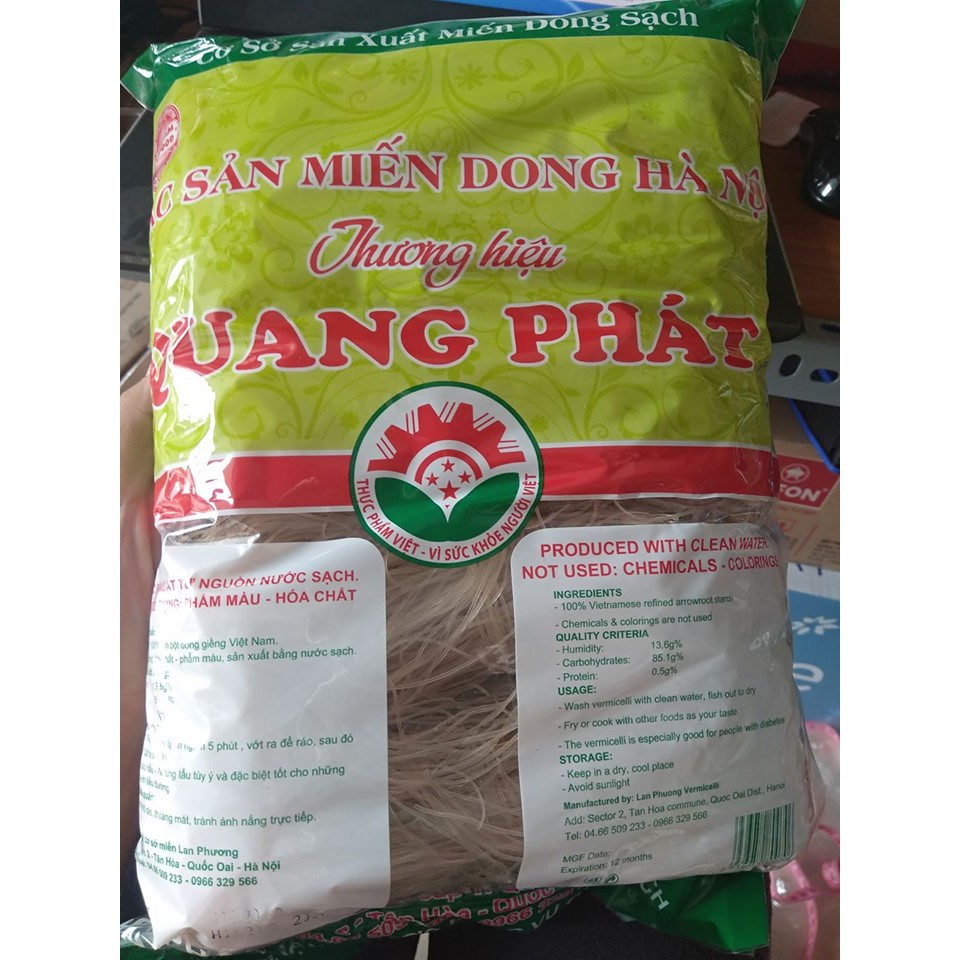 Cơ Sở Sản Xuất Miến Dong Sạch
SẢN MIẾN DONG HÀ
Thương hiệu
QUANG PHÁT
THỰC PHẨM VIỆT - VÌ SỨC KHỎE NGƯỜI VIỆT
NGUỒN NƯỚC SẠCH.
PHẨM MÀU - HÓA CHẤT
bột dong giềng Việt Nam.
- phẩm màu, sản xuất bằng nước sạch.
5 phút , vớt ra để ráo, sau đó
lẩu tùy ý và đặc biệt tốt cho những
thoáng mát, tránh ánh nắng trực tiếp.
cơ sở miến Lan Phương
2 - Tân Hòa - Quốc Oai - Hà Nội
509 233 - 0966 329 566
PRODUCED WITH CLEAN WATER.
NOT USED: CHEMICALS - COLORINGS
INGREDIENTS
- 100% Vietnamese refined arrowroot starch
- Chemicals & colorings are not used
QUALITY CRITERIA
- Humidity: 13.6g%
- Carbohydrates: 85.1g%
- Protein: 0.5g%
USAGE:
- Wash vermicelli with clean water, fish out to dry
- Fry or cook with other foods as your taste
- The vermicelli is especially good for people with diabetes
STORAGE:
- Keep in a dry, cool place
- Avoid sunlight
Manufactured by: Lan Phuong Vermicelli
Add: Sector 2, Tan Hoa commune, Quoc Oai Dist., Hanoi
Tel: 04.66 509 233 - 0966 329 566
MGF Date:
Expiration: 12 months